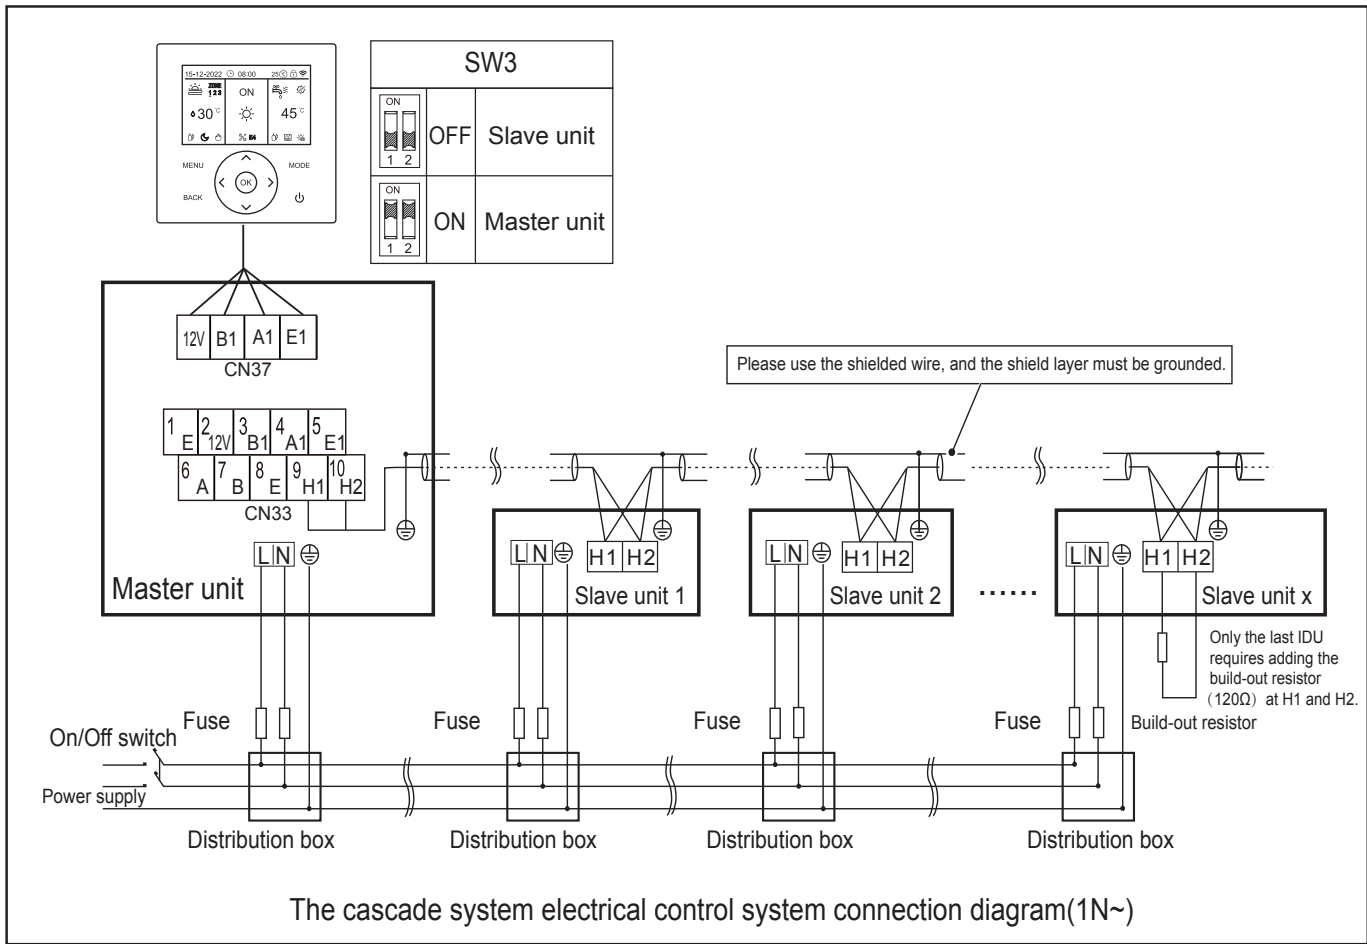 15-12-2022 08:00 25
ZONE
1 2 3
ON
30 °C
45 °C
E4
MENU
MODE
OK
BACK
SW3
ON
1 2
OFF
Slave unit
ON
1 2
ON
Master unit
12V B1 A1 E1
CN37
Please use the shielded wire, and the shield layer must be grounded.
1 E 2 12V 3 B1 4 A1 5 E1
6 A 7 B 8 E 9 H1 10 H2
CN33
L N
Master unit
L N
H1 H2
Slave unit 1
L N
H1 H2
Slave unit 2
......
L N
H1 H2
Slave unit x
Only the last IDU
requires adding the
build-out resistor
(120Ω) at H1 and H2.
Build-out resistor
Fuse
Fuse
Fuse
Fuse
On/Off switch
Power supply
Distribution box
Distribution box
Distribution box
Distribution box
The cascade system electrical control system connection diagram(1N~)